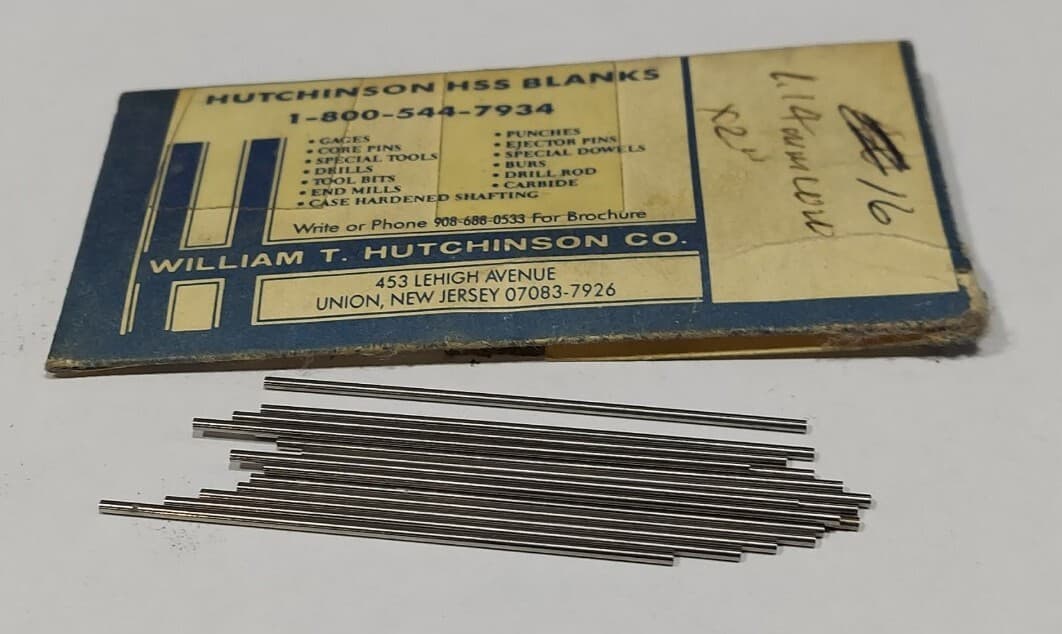 HUTCHINSON HSS BLANKS
1-800-544-7934
• GAGES
• CORE PINS
• SPECIAL TOOLS
• DRILLS
• TOOL BITS
• END MILLS
• CASE HARDENED SHAFTING
• PUNCHES
• EJECTOR PINS
• SPECIAL DOWELS
• BURS
• DRILL ROD
• CARBIDE
Write or Phone 908-688-0533 For Brochure
WILLIAM T. HUTCHINSON CO.
453 LEHIGH AVENUE
UNION, NEW JERSEY 07083-7926
16
x2"